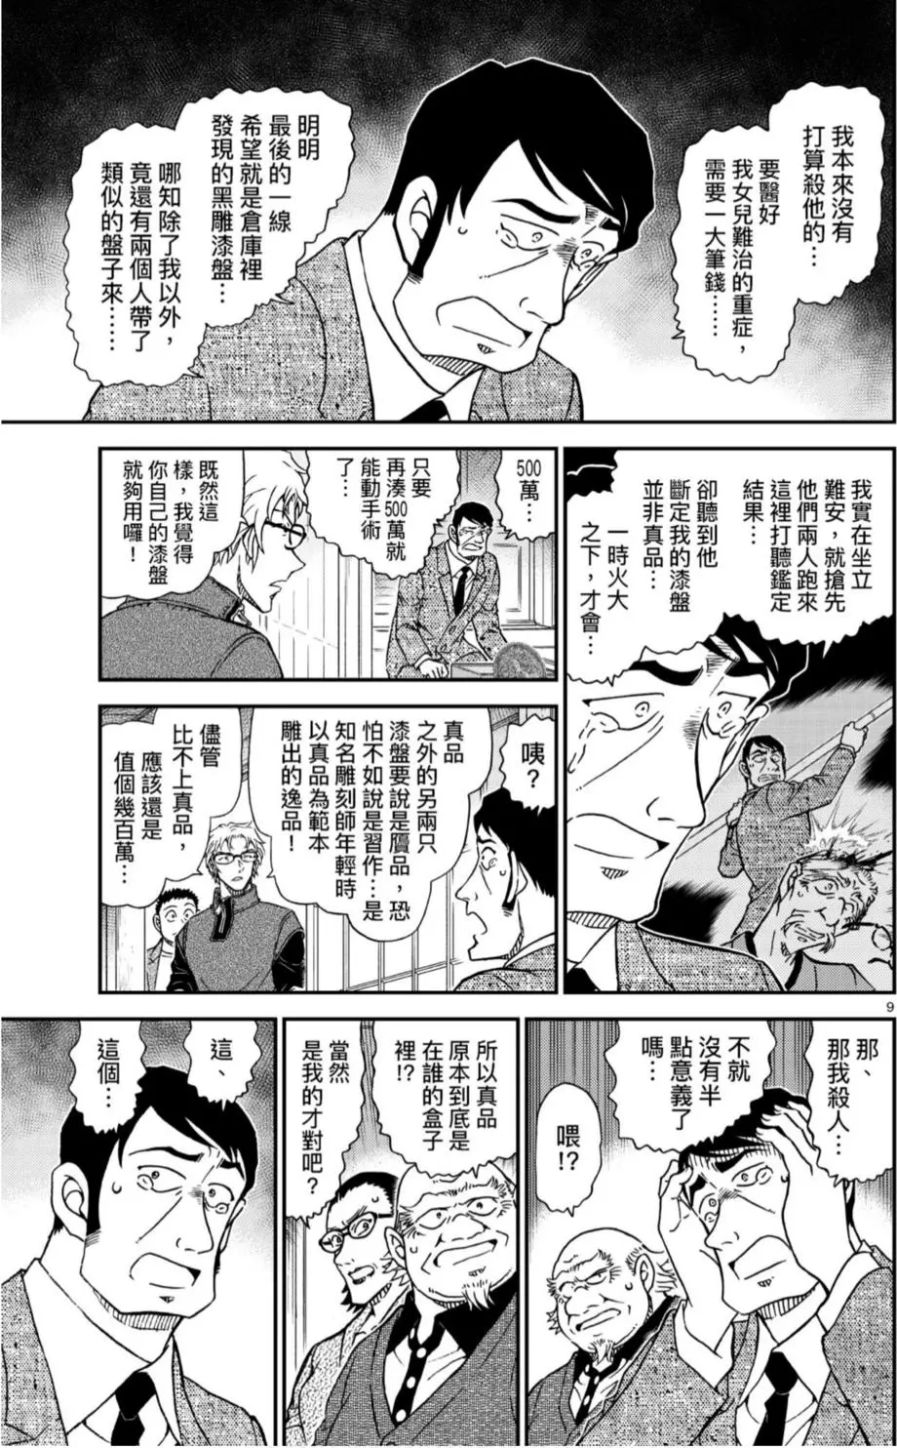 我本來沒有
打算殺他的…
要醫好
我女兒難治的重症，
需要一大筆錢……
明明
最後的一線
希望就是倉庫裡
發現的黑雕漆盤…
哪知除了我以外，
竟還有兩個人帶了
類似的盤子來……
我實在坐立
難安，就搶先
他們兩人跑來
這裡打聽鑑定
結果…
卻聽到他
斷定我的漆盤
並非真品…
一時火大
之下，才會…
500
萬…
只要
再湊500萬就
能動手術
了…
既然這
樣，我覺得
你自己的漆盤
就夠用囉！
咦？
真品
之外的另兩只
漆盤要說是贗品，恐
怕不如說是習作…是
知名雕刻師年輕時
以真品為範本
雕出的逸品！
儘管
比不上真品，
應該還是
值個幾百萬…
9
那、
那我殺人…
不就
沒有半
點意義了
嗎…
喂!?
所以真品
原本到底是
在誰的盒子
裡!?
當然
是我的才對吧？
這、
這個…